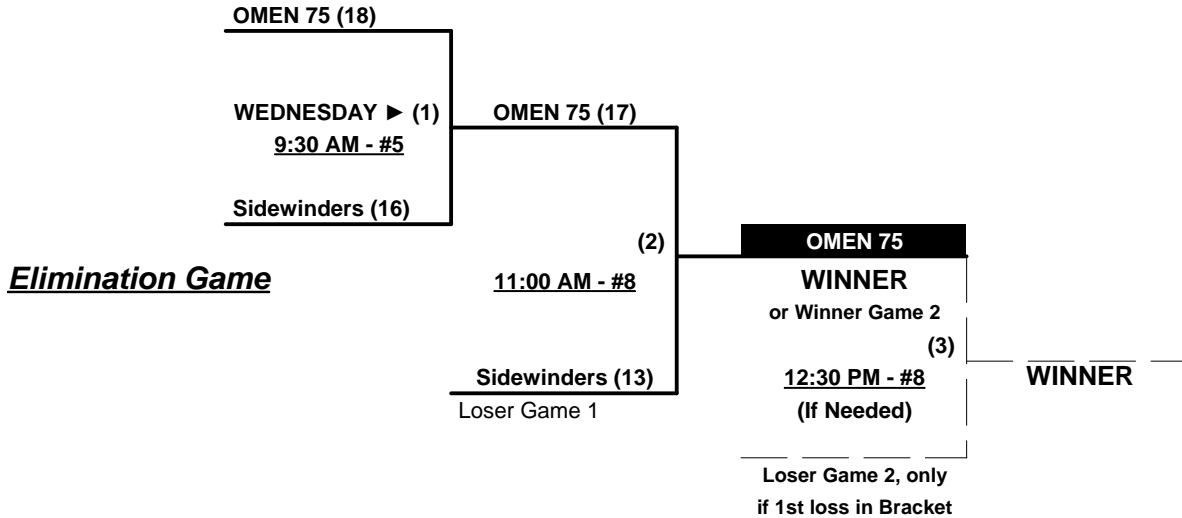 OMEN 75 (18)
WEDNESDAY ► (1)
9:30 AM - #5
OMEN 75 (17)
Sidewinders (16)
Elimination Game
(2)
11:00 AM - #8
Sidewinders (13)
Loser Game 1
OMEN 75
WINNER
or Winner Game 2
(3)
12:30 PM - #8
(If Needed)
WINNER
Loser Game 2, only
if 1st loss in Bracket